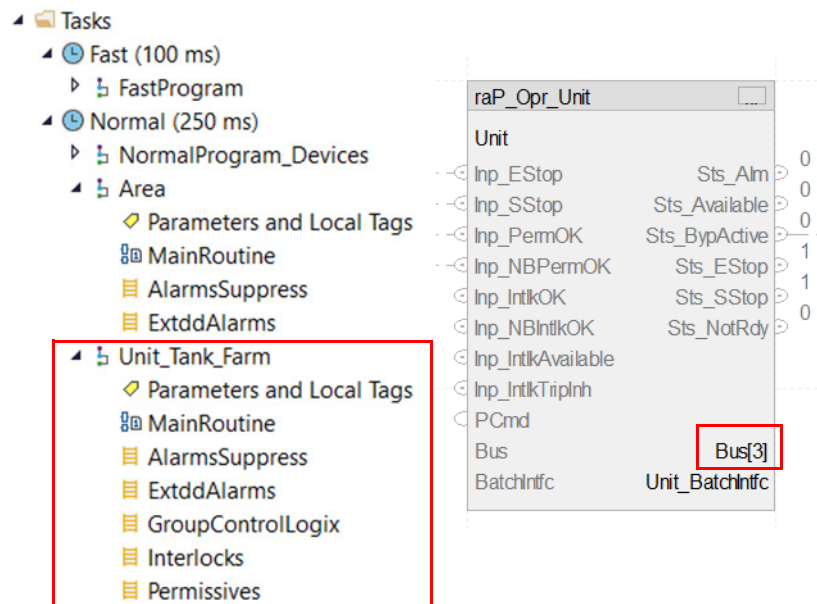 Tasks
Fast (100 ms)
FastProgram
Normal (250 ms)
NormalProgram_Devices
Area
Parameters and Local Tags
MainRoutine
AlarmsSuppress
ExtddAlarms
Unit_Tank_Farm
Parameters and Local Tags
MainRoutine
AlarmsSuppress
ExtddAlarms
GroupControlLogix
Interlocks
Permissives
raP_Opr_Unit ...
Unit
0
Inp_EStop Sts_Alm
0
Inp_SStop Sts_Available
0
Inp_PermOK Sts_BypActive
1
Inp_NBPermOK Sts_EStop
1
Inp_IntlkOK Sts_SStop
0
Inp_NBIntlkOK Sts_NotRdy
Inp_IntlkAvailable
Inp_IntlkTripInh
PCmd
Bus Bus[3]
BatchIntfc Unit_BatchIntfc